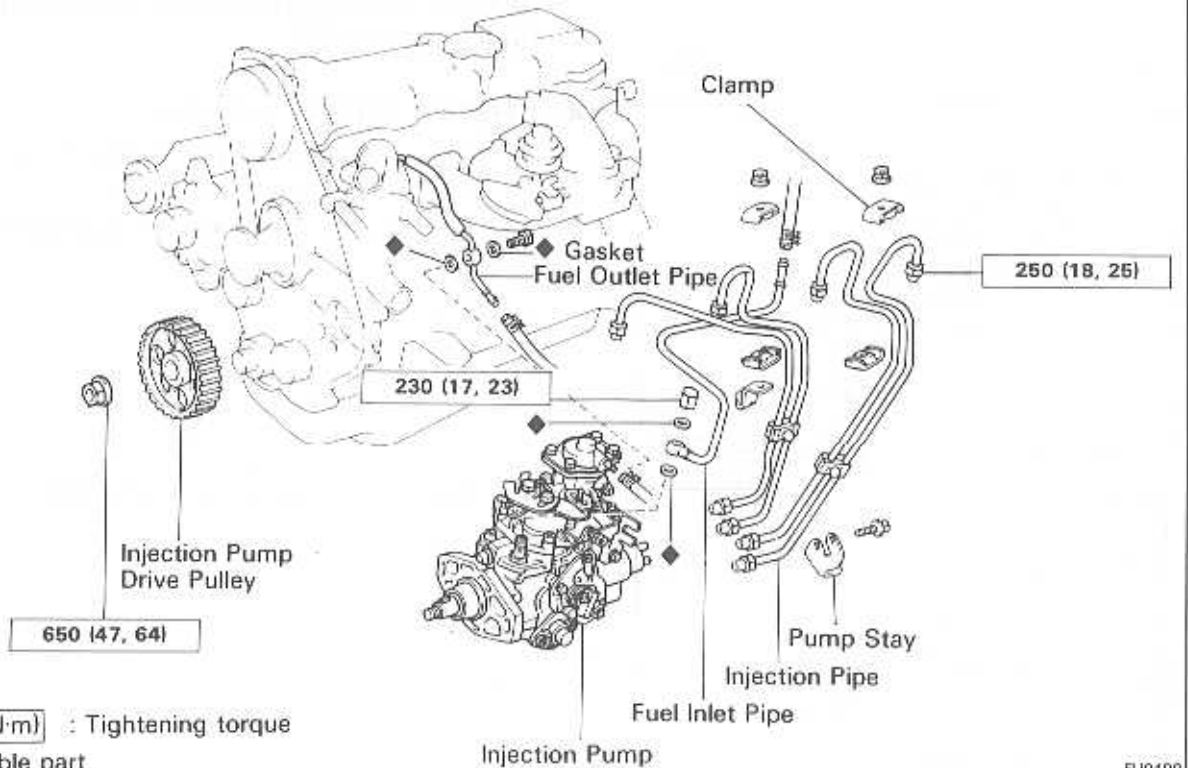 Clamp
◆ Gasket
Fuel Outlet Pipe
250 (18, 25)
230 (17, 23)
Injection Pump
Drive Pulley
650 (47, 64)
Pump Stay
Injection Pipe
Fuel Inlet Pipe
: Tightening torque
Injection Pump
part